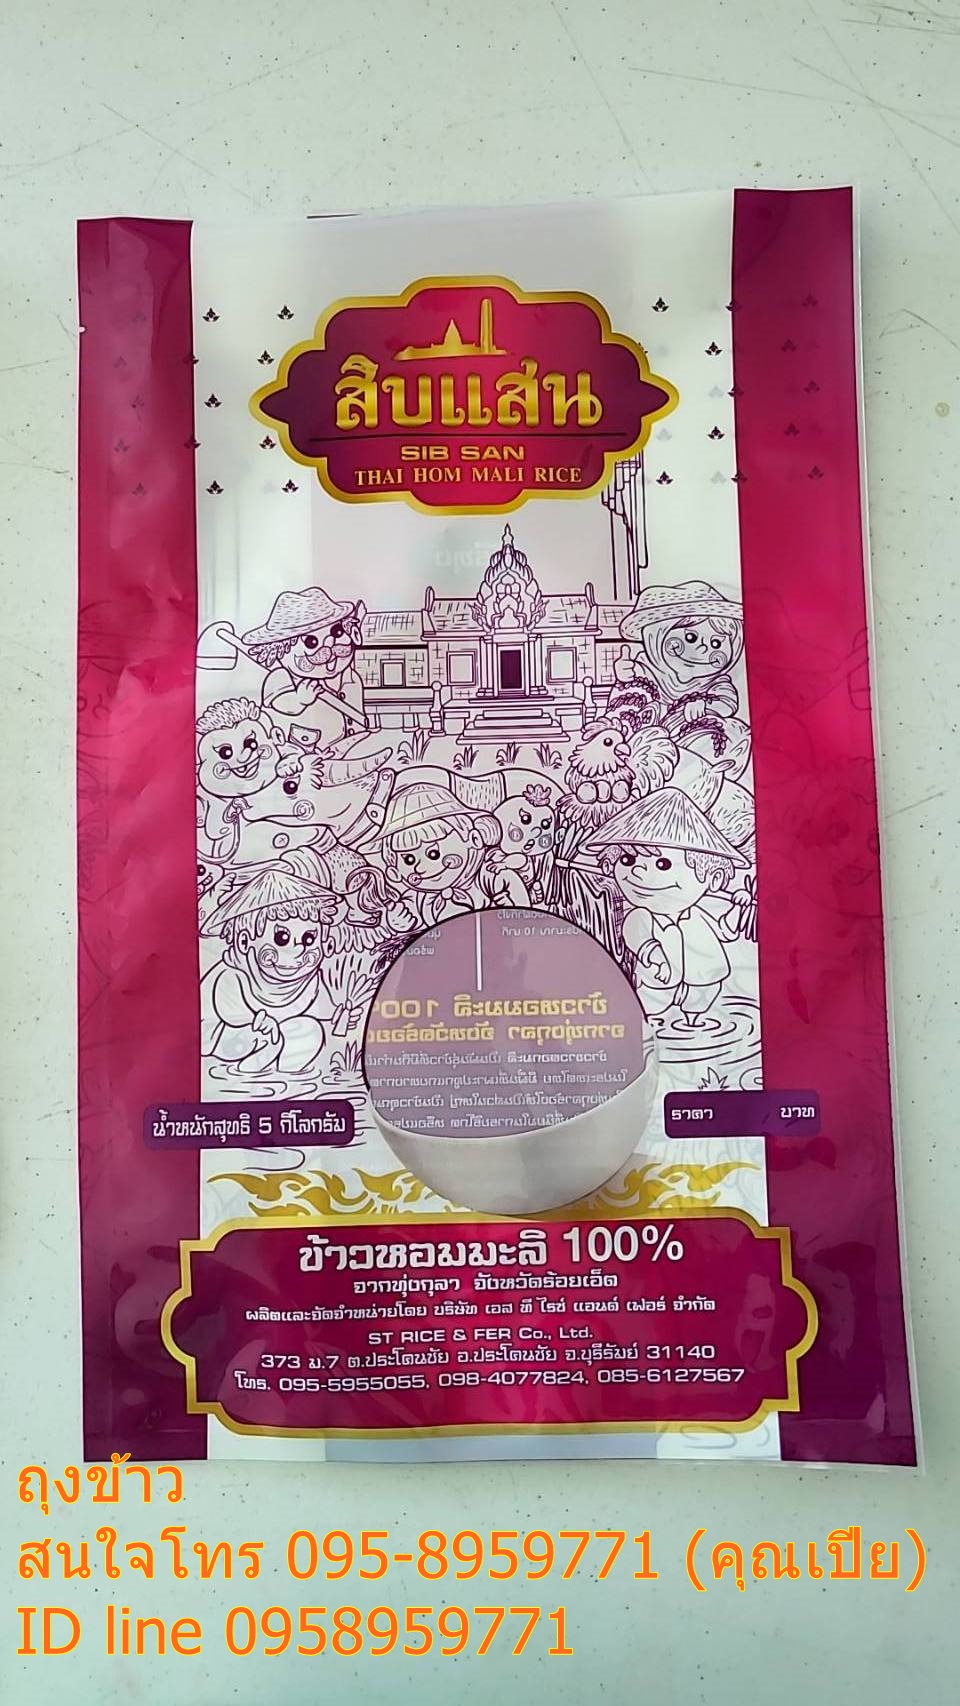 สิบแสน
SIB SAN
THAI HOM MALI RICE
น้ำหนักสุทธิ 5 กิโลกรัม
ราคา บาท
ข้าวหอมมะลิ 100%
จากทุ่งกุลา จังหวัดร้อยเอ็ด
ผลิตและจัดจำหน่ายโดย บริษัท เอส ที ไรซ์ แอนด์ เฟอร์ จำกัด
ST RICE & FER Co., Ltd.
373 ม.7 ต.ประโคนชัย อ.ประโคนชัย จ.บุรีรัมย์ 31140
โทร. 095-5955055, 098-4077824, 085-6127567
ถุงข้าว
สนใจโทร 095-8959771 (คุณเปีย)
ID line 0958959771